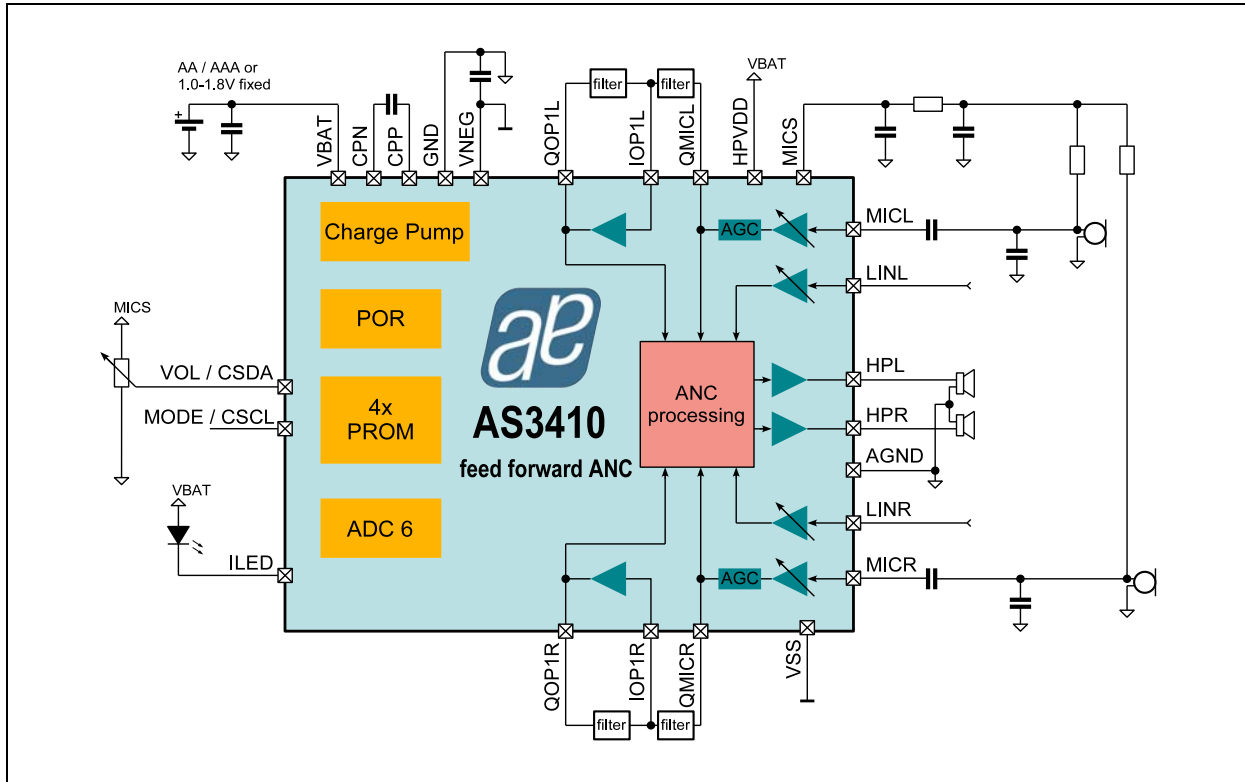 AA / AAA or
1.0-1.8V fixed
VBAT
CPN
CPP
GND
VNEG
QOP1L
filter
IOP1L
filter
QMICL
VBAT
HPVDD
MICS
Charge Pump
POR
4x
PROM
ADC 6
ae
AS3410
feed forward ANC
AGC
ANC
processing
AGC
MICS
VOL / CSDA
MODE / CSCL
VBAT
ILED
MICL
LINL
HPL
HPR
AGND
LINR
MICR
QOP1R
IOP1R
QMICR
VSS
filter
filter